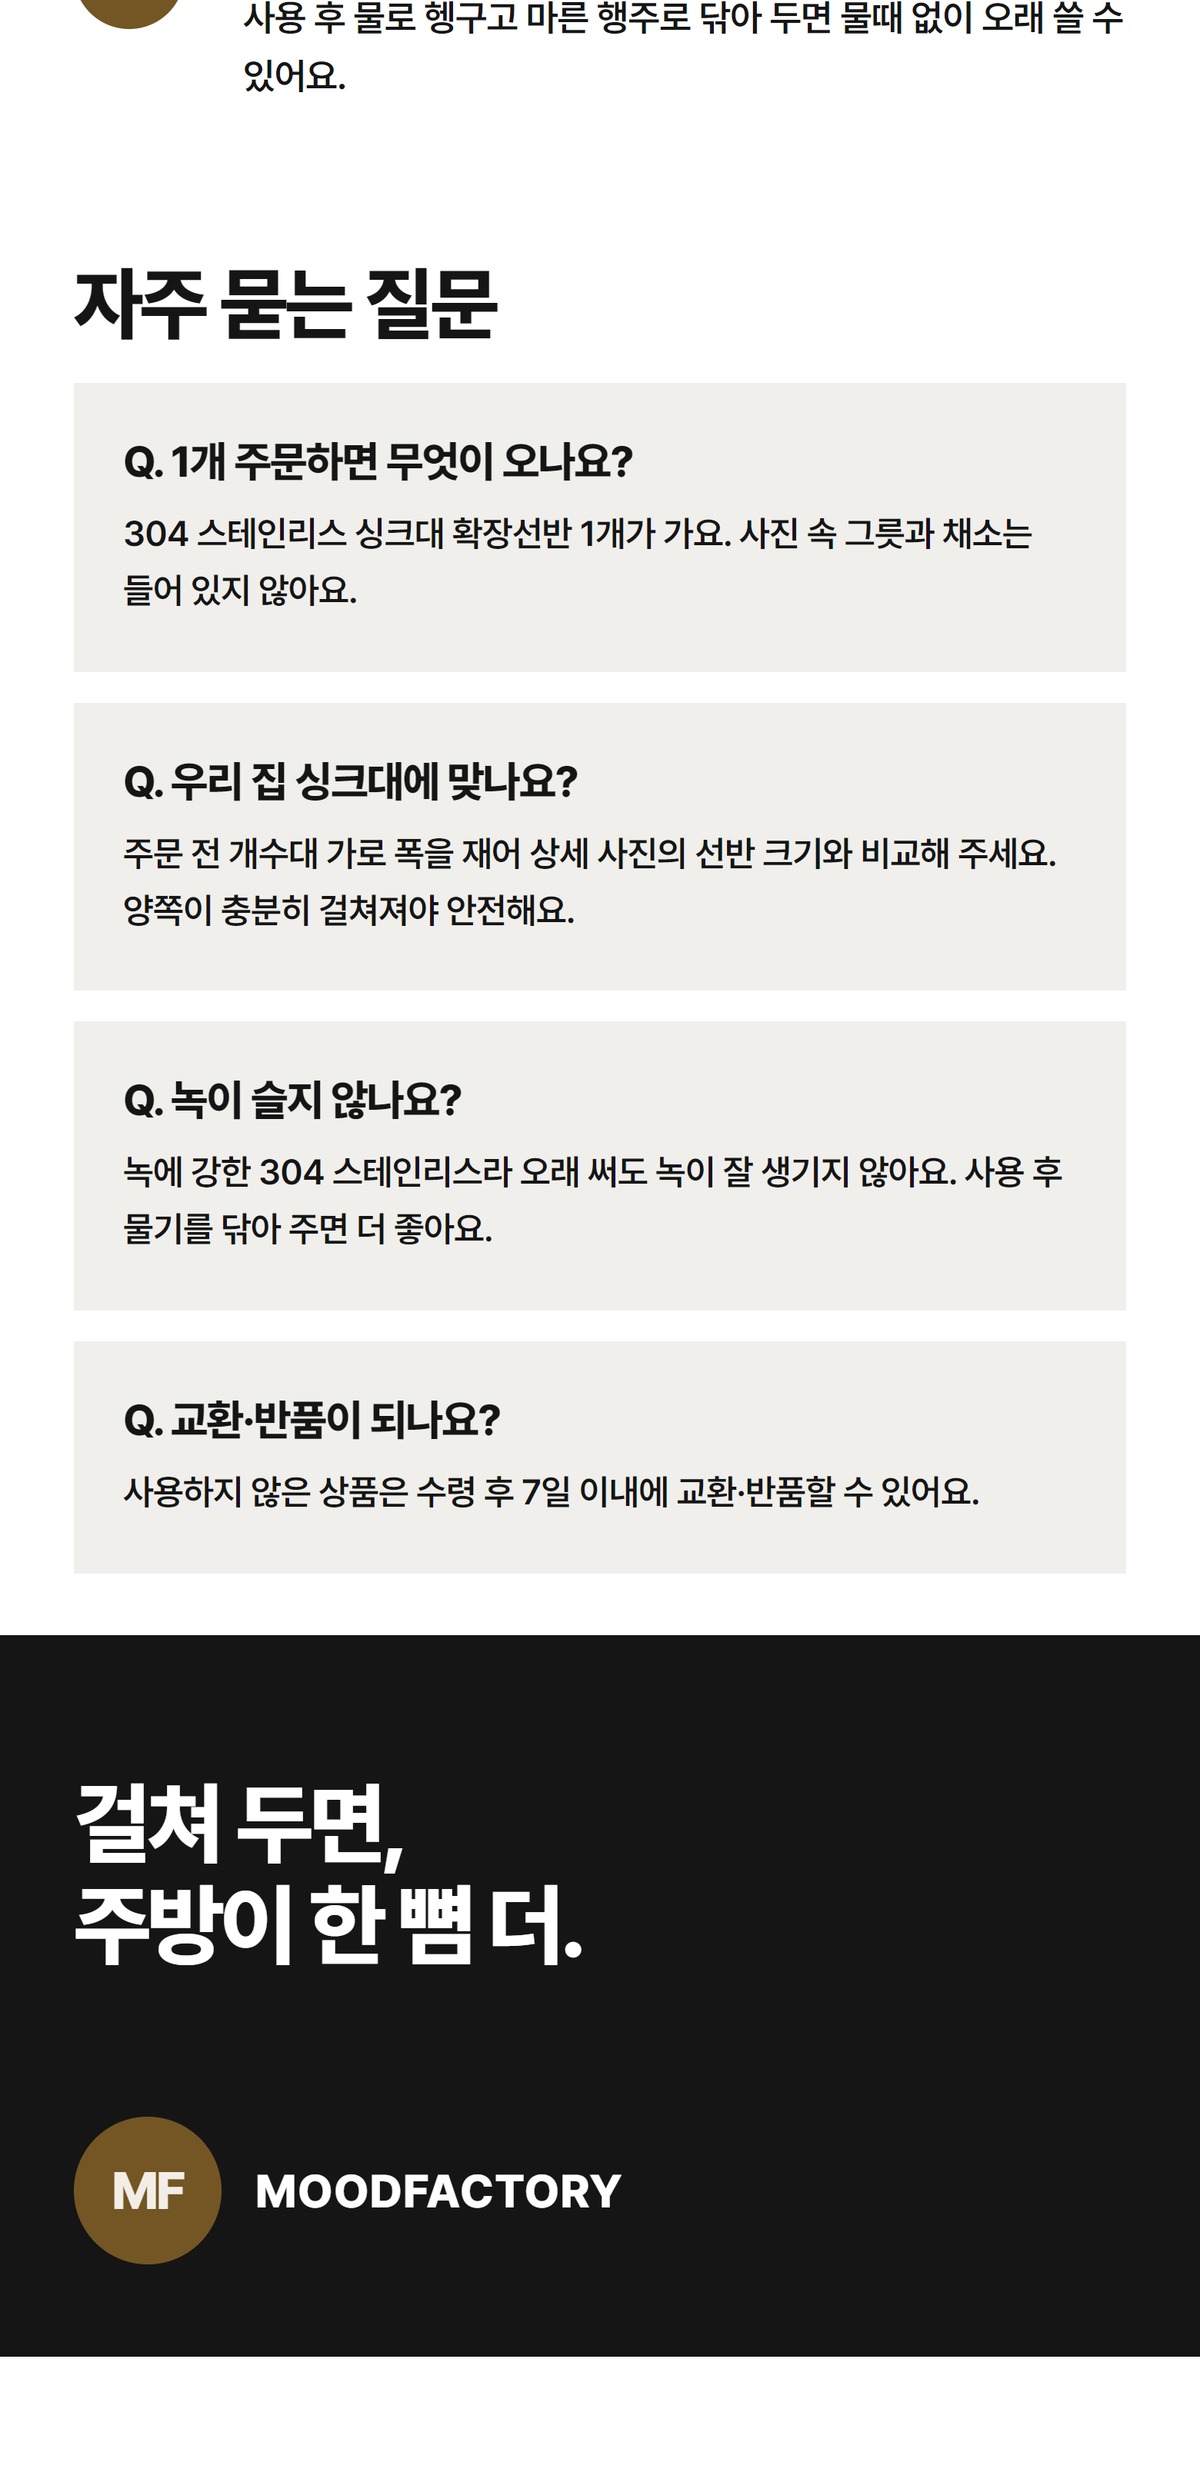 사용 후 물로 헹구고 마른 행주로 닦아 두면 물때 없이 오래 쓸 수
있어요.
자주 묻는 질문
Q. 1개 주문하면 무엇이 오나요?
304 스테인리스 싱크대 확장선반 1개가 가요. 사진 속 그릇과 채소는
들어 있지 않아요.
Q. 우리 집 싱크대에 맞나요?
주문 전 개수대 가로 폭을 재어 상세 사진의 선반 크기와 비교해 주세요.
양쪽이 충분히 걸쳐져야 안전해요.
Q. 녹이 슬지 않나요?
녹에 강한 304 스테인리스라 오래 써도 녹이 잘 생기지 않아요. 사용 후
물기를 닦아 주면 더 좋아요.
Q. 교환·반품이 되나요?
사용하지 않은 상품은 수령 후 7일 이내에 교환·반품할 수 있어요.
걸쳐 두면,
주방이 한 뼘 더.
MF MOODFACTORY